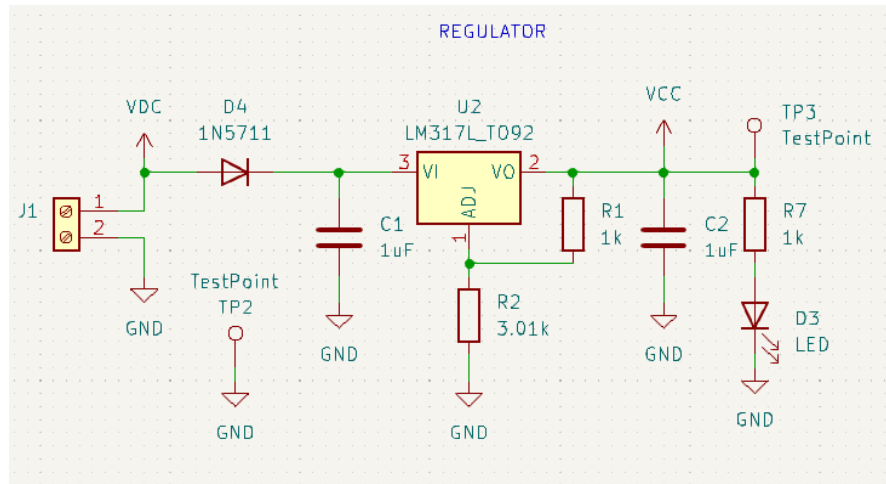 REGULATOR
VDC
D4
1N5711
U2
LM317L_TO92
VCC
TP3
TestPoint
3
VI
VO
2
ADJ
1
J1
1
2
C1
1uF
R1
1k
C2
1uF
R7
1k
TestPoint
TP2
GND
R2
3.01k
D3
LED
GND
GND
GND
GND
GND